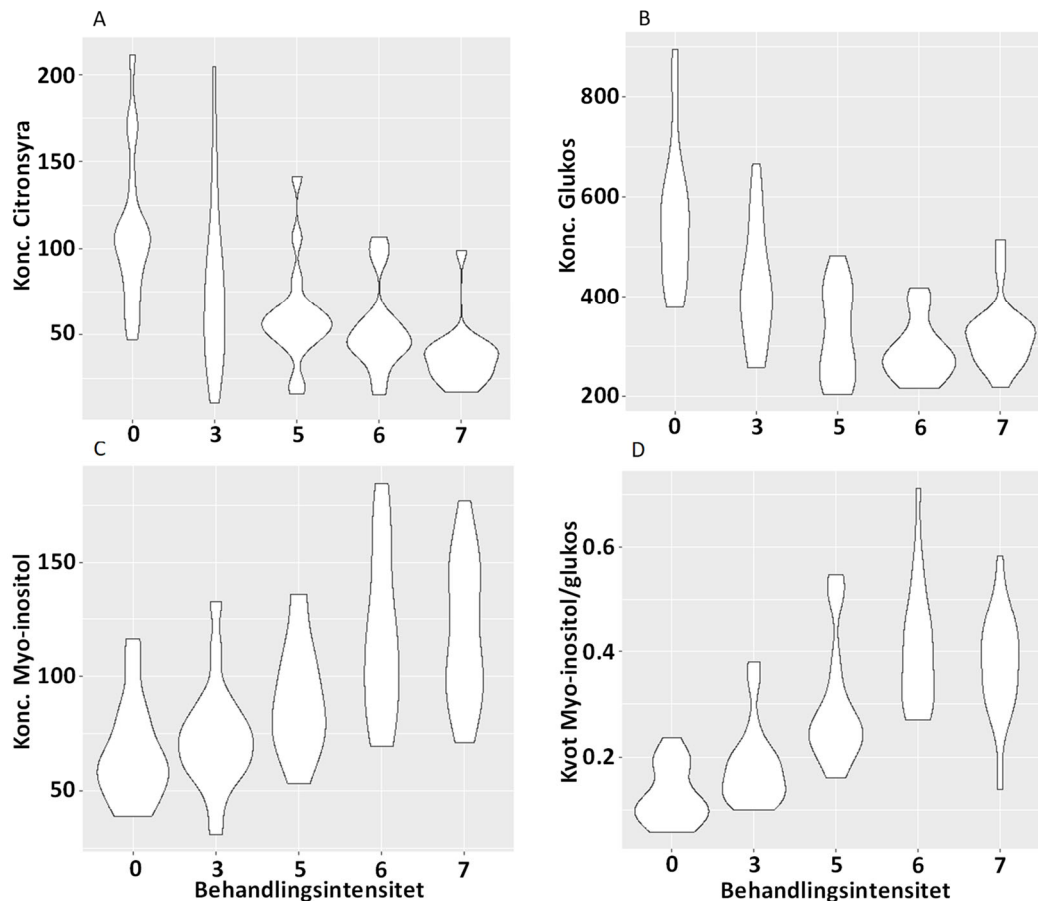 A
Konc. Citronsyra
200
150
100
50
0 3 5 6 7
B
Konc. Glukos
800
600
400
200
0 3 5 6 7
C
Konc. Myo-inositol
150
100
50
0 3 5 6 7
Behandlingsintensitet
D
Kvot Myo-inositol/glukos
0.6
0.4
0.2
0 3 5 6 7
Behandlingsintensitet